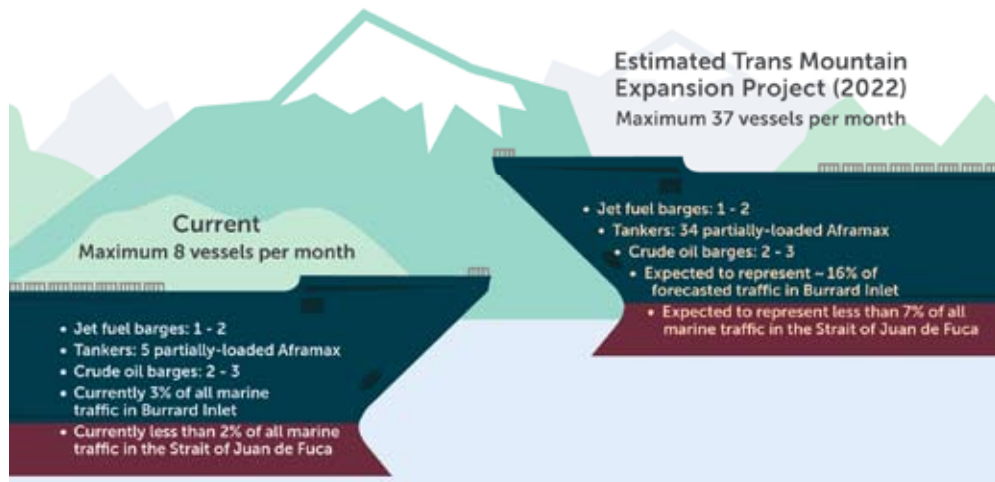 Estimated Trans Mountain
Expansion Project (2022)
Maximum 37 vessels per month
• Jet fuel barges: 1 - 2
• Tankers: 34 partially-loaded Aframax
• Crude oil barges: 2 - 3
• Expected to represent ~ 16% of
forecasted traffic in Burrard Inlet
• Expected to represent less than 7% of all
marine traffic in the Strait of Juan de Fuca
Current
Maximum 8 vessels per month
• Jet fuel barges: 1 - 2
• Tankers: 5 partially-loaded Aframax
• Crude oil barges: 2 - 3
• Currently 3% of all marine
traffic in Burrard Inlet
• Currently less than 2% of all marine
traffic in the Strait of Juan de Fuca